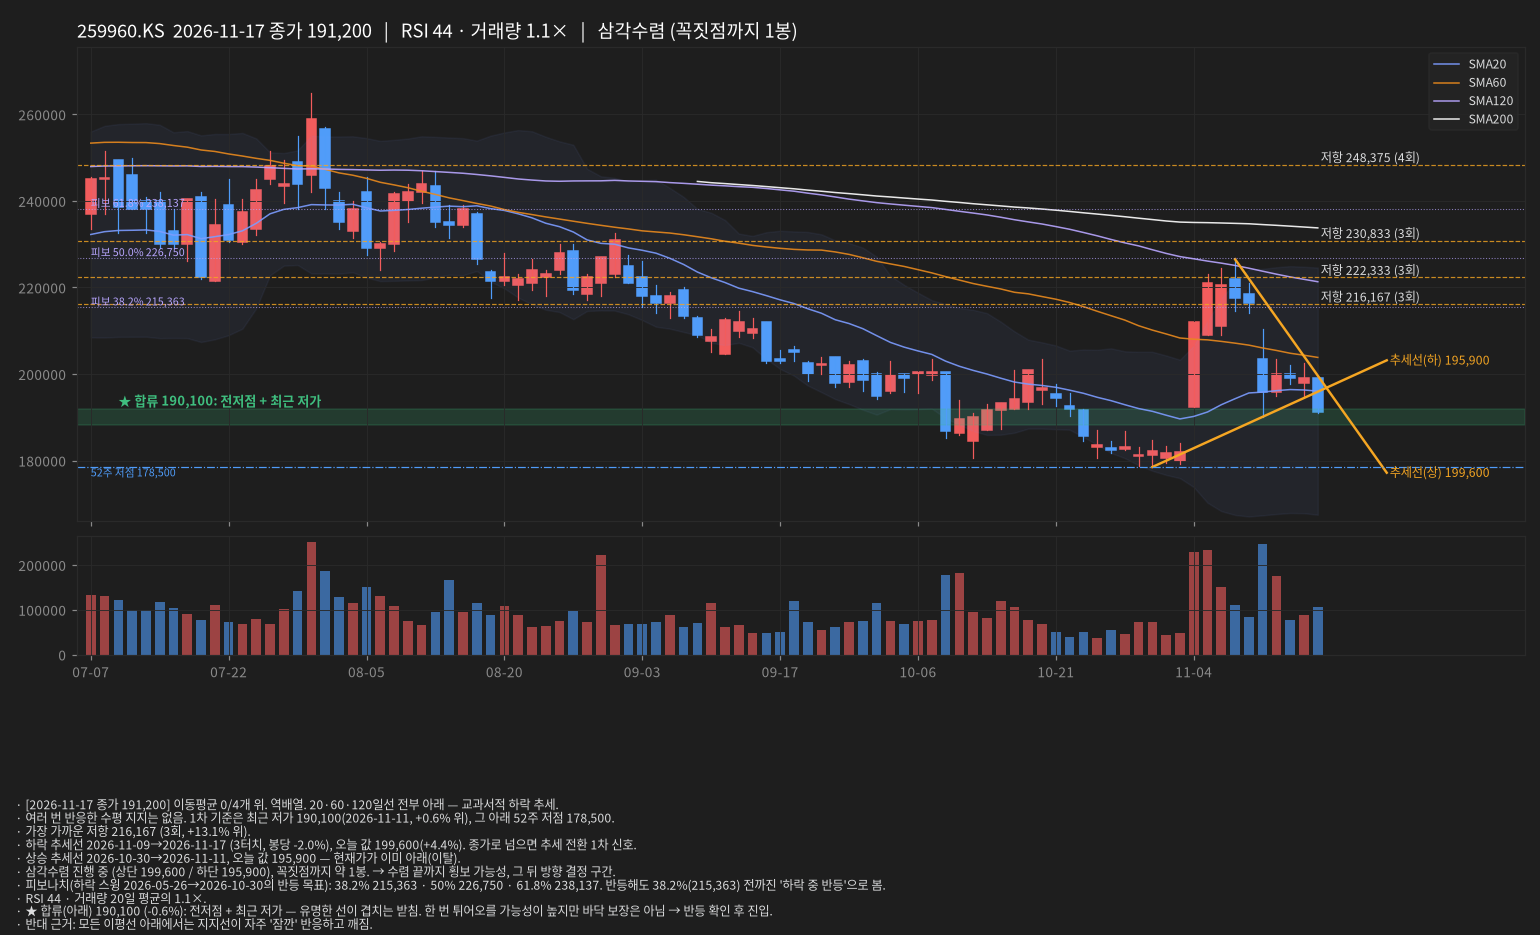 259960.KS 2026-11-17 종가 191,200 | RSI 44 · 거래량 1.1× | 삼각수렴 (꼭짓점까지 1봉)
SMA20
SMA60
SMA120
SMA200
260000
240000
220000
200000
180000
저항 248,375 (4회)
저항 230,833 (3회)
저항 222,333 (3회)
저항 216,167 (3회)
피보 61.8% 238,137
피보 50.0% 226,750
피보 38.2% 215,363
추세선(하) 195,900
★ 합류 190,100: 전저점 + 최근 저가
52주 저점 178,500
추세선(상) 199,600
200000
100000
0
07-07 07-22 08-05 08-20 09-03 09-17 10-06 10-21 11-04
· [2026-11-17 종가 191,200] 이동평균 0/4개 위. 역배열. 20·60·120일선 전부 아래 — 교과서적 하락 추세.
· 여러 번 반응한 수평 지지는 없음. 1차 기준은 최근 저가 190,100(2026-11-11, +0.6% 위), 그 아래 52주 저점 178,500.
· 가장 가까운 저항 216,167 (3회, +13.1% 위).
· 하락 추세선 2026-11-09→2026-11-17 (3터치, 봉당 -2.0%), 오늘 값 199,600(+4.4%). 종가로 넘으면 추세 전환 1차 신호.
· 상승 추세선 2026-10-30→2026-11-11, 오늘 값 195,900 — 현재가가 이미 아래(이탈).
· 삼각수렴 진행 중 (상단 199,600 / 하단 195,900), 꼭짓점까지 약 1봉. → 수렴 끝까지 횡보 가능성, 그 뒤 방향 결정 구간.
· 피보나치(하락 스윙 2026-05-26→2026-10-30의 반등 목표): 38.2% 215,363 · 50% 226,750 · 61.8% 238,137. 반등해도 38.2%(215,363) 전까진 '하락 중 반등'으로 봄.
· RSI 44 · 거래량 20일 평균의 1.1×.
· ★ 합류(아래) 190,100 (-0.6%): 전저점 + 최근 저가 — 유명한 선이 겹치는 받침. 한 번 튀어오를 가능성이 높지만 바닥 보장은 아님 → 반등 확인 후 진입.
· 반대 근거: 모든 이평선 아래에서는 지지선이 자주 '잠깐' 반응하고 깨짐.